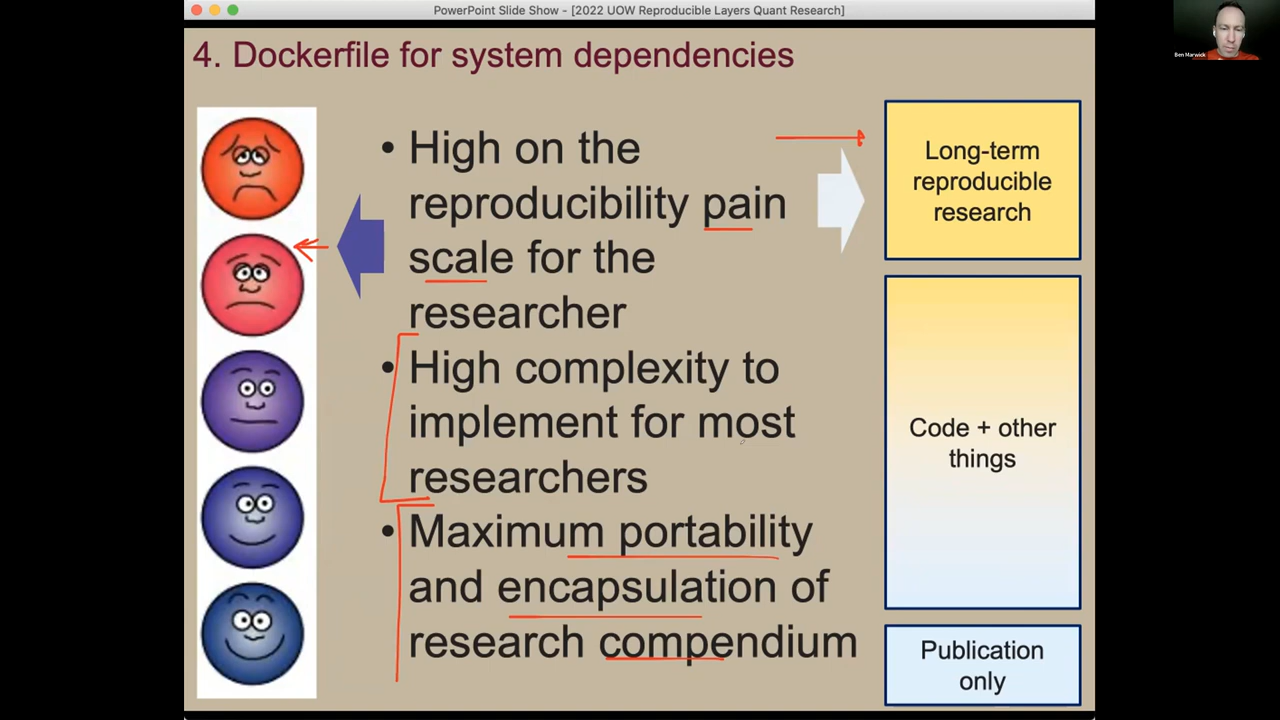 PowerPoint Slide Show - [2022 UOW Reproducible Layers Quant Research]
Ben Marwick
4. Dockerfile for system dependencies
• High on the
reproducibility pain
scale for the
researcher
• High complexity to
implement for most
researchers
• Maximum portability
and encapsulation of
research compendium
Long-term
reproducible
research
Code + other
things
Publication
only